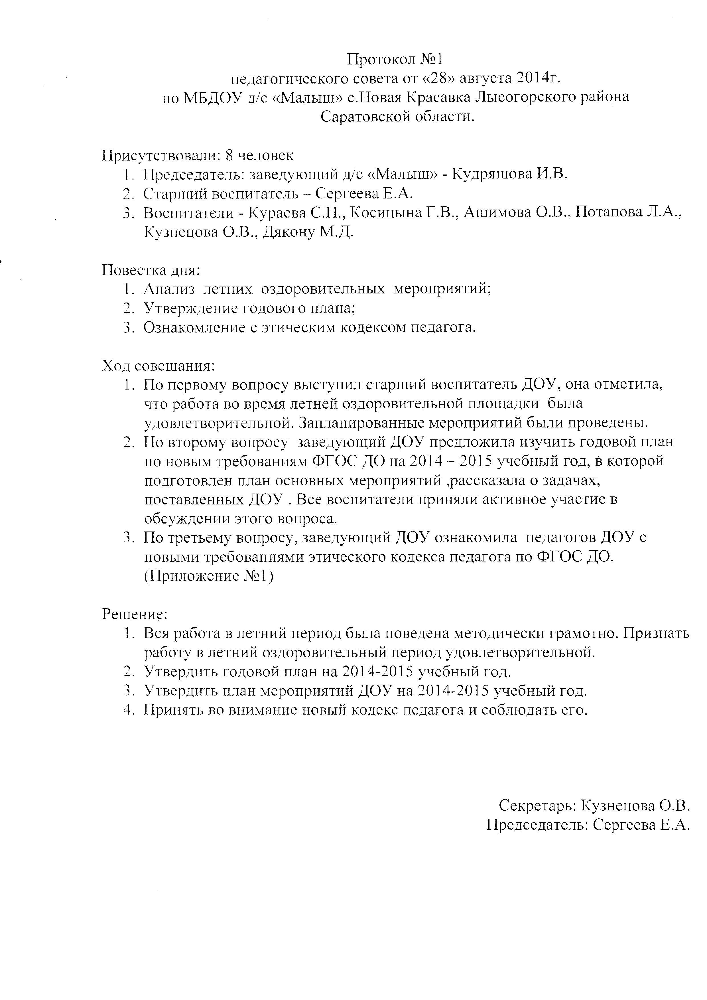 Протокол №1
педагогического совета от «28» августа 2014г.
по МБДОУ д/с «Малыш» с.Новая Красавка Лысогорского района
Саратовской области.
Присутствовали: 8 человек
1. Председатель: заведующий д/с «Малыш» - Кудряшова И.В.
2. Старший воспитатель – Сергеева Е.А.
3. Воспитатели - Кураева С.Н., Косицына Г.В., Ашимова О.В., Потапова Л.А.,
Кузнецова О.В., Дякону М.Д.
Повестка дня:
1. Анализ летних оздоровительных мероприятий;
2. Утверждение годового плана;
3. Ознакомление с этическим кодексом педагога.
Ход совещания:
1. По первому вопросу выступил старший воспитатель ДОУ, она отметила,
что работа во время летней оздоровительной площадки была
удовлетворительной. Запланированные мероприятий были проведены.
2. По второму вопросу заведующий ДОУ предложила изучить годовой план
по новым требованиям ФГОС ДО на 2014 – 2015 учебный год, в которой
подготовлен план основных мероприятий ,рассказала о задачах,
поставленных ДОУ . Все воспитатели приняли активное участие в
обсуждении этого вопроса.
3. По третьему вопросу, заведующий ДОУ ознакомила педагогов ДОУ с
новыми требованиями этического кодекса педагога по ФГОС ДО.
(Приложение №1)
Решение:
1. Вся работа в летний период была поведена методически грамотно. Признать
работу в летний оздоровительный период удовлетворительной.
2. Утвердить годовой план на 2014-2015 учебный год.
3. Утвердить план мероприятий ДОУ на 2014-2015 учебный год.
4. Принять во внимание новый кодекс педагога и соблюдать его.
Секретарь: Кузнецова О.В.
Председатель: Сергеева Е.А.